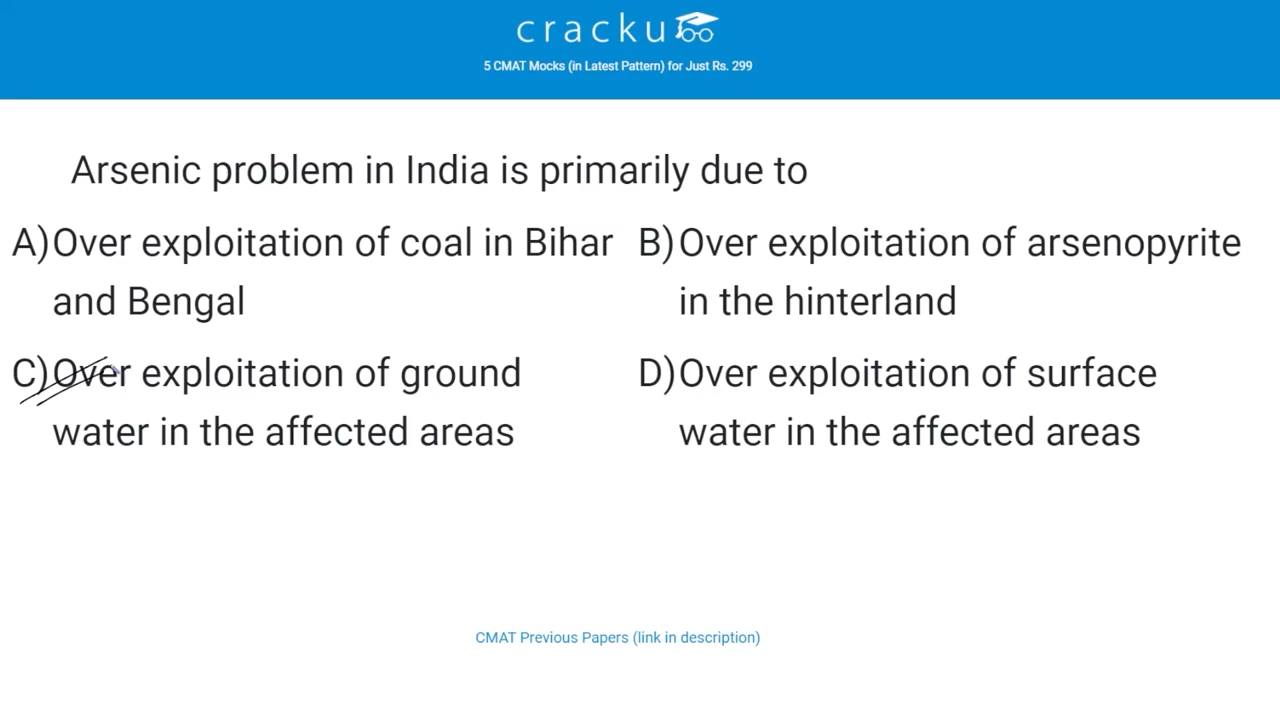 cracku
5 CMAT Mocks (in Latest Pattern) for Just Rs. 299
Arsenic problem in India is primarily due to
A) Over exploitation of coal in Bihar
and Bengal
B) Over exploitation of arsenopyrite
in the hinterland
C) Over exploitation of ground
water in the affected areas
D) Over exploitation of surface
water in the affected areas
CMAT Previous Papers (link in description)